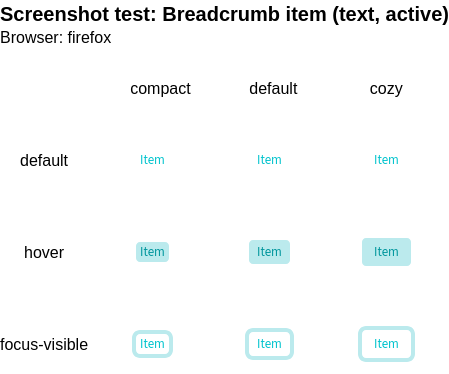 Screenshot test: Breadcrumb item (text, active)
Browser: firefox
compact default cozy
default Item Item Item
hover Item Item Item
focus-visible Item Item Item